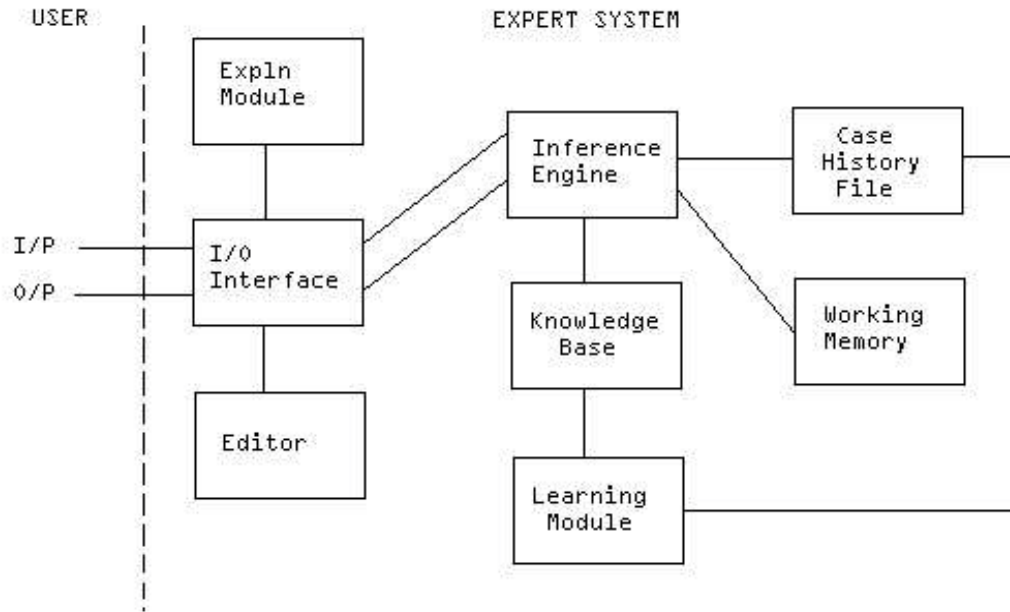 USER
EXPERT SYSTEM
Expln
Module
Inference
Engine
Case
History
File
I/P
O/P
I/O
Interface
Knowledge
Base
Working
Memory
Editor
Learning
Module